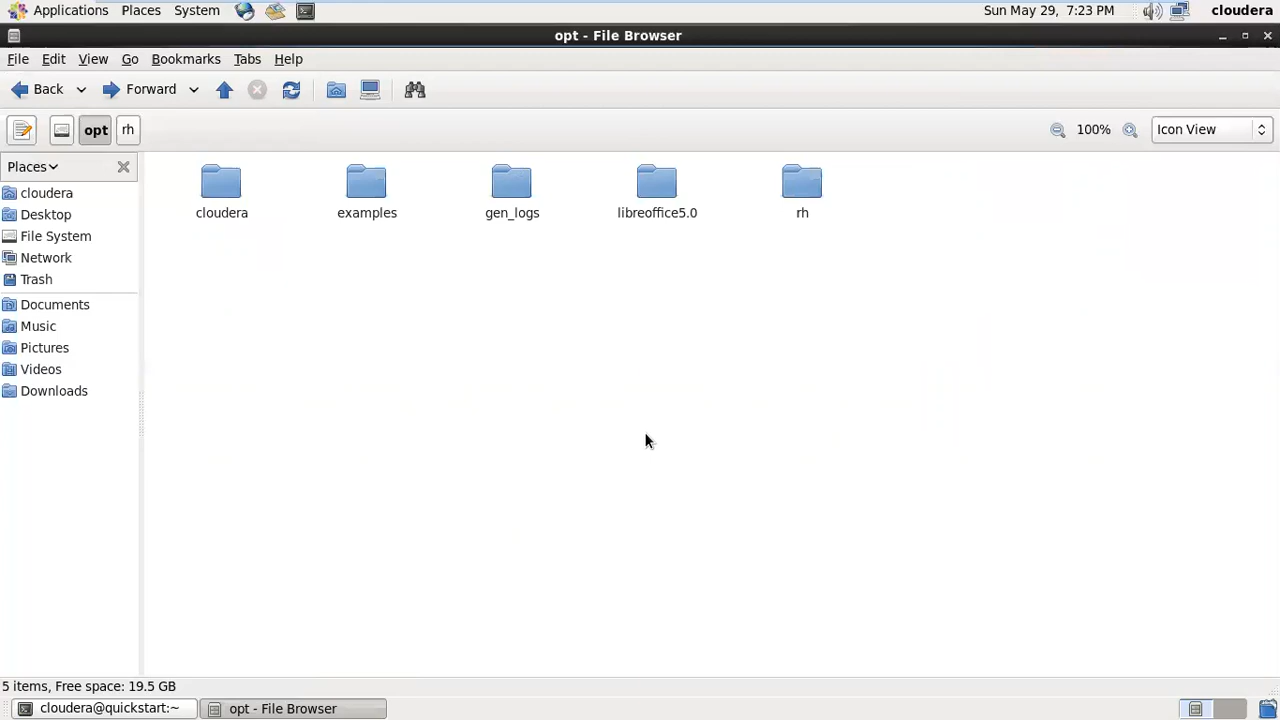 Applications Places System Sun May 29, 7:23 PM cloudera
opt - File Browser
File Edit View Go Bookmarks Tabs Help
Back Forward
opt rh 100% Icon View
Places
cloudera
Desktop
File System
Network
Trash
Documents
Music
Pictures
Videos
Downloads
cloudera examples gen_logs libreoffice5.0 rh
5 items, Free space: 19.5 GB
cloudera@quickstart:~ opt - File Browser